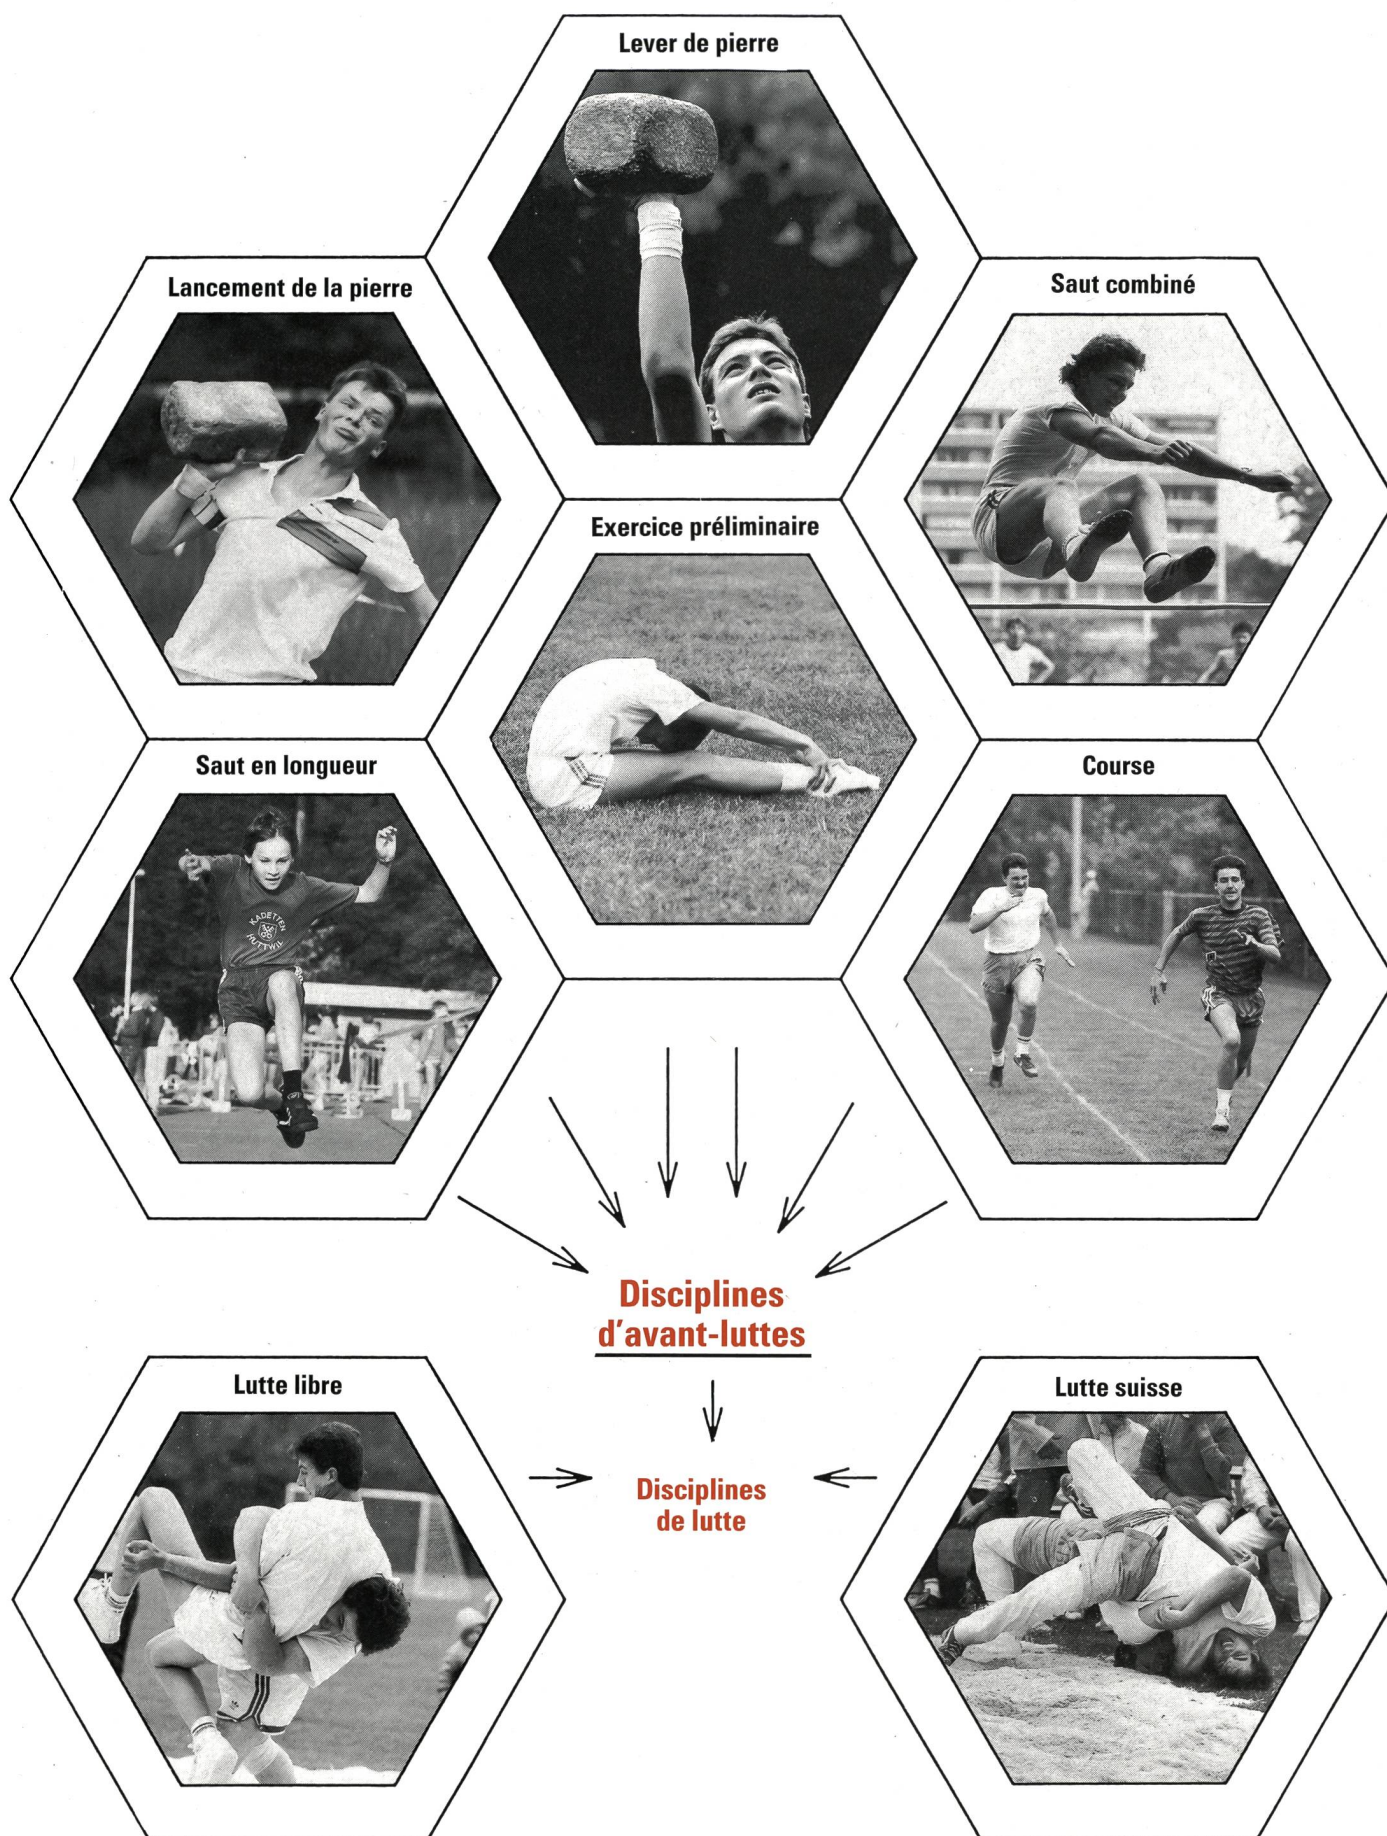 Lever de pierre
Lancement de la pierre
Saut combiné
Exercice préliminaire
Saut en longueur
KADETTEN
HUTTWIL
Course
Disciplines
d'avant-luttes
Lutte libre
Lutte suisse
Disciplines
de lutte